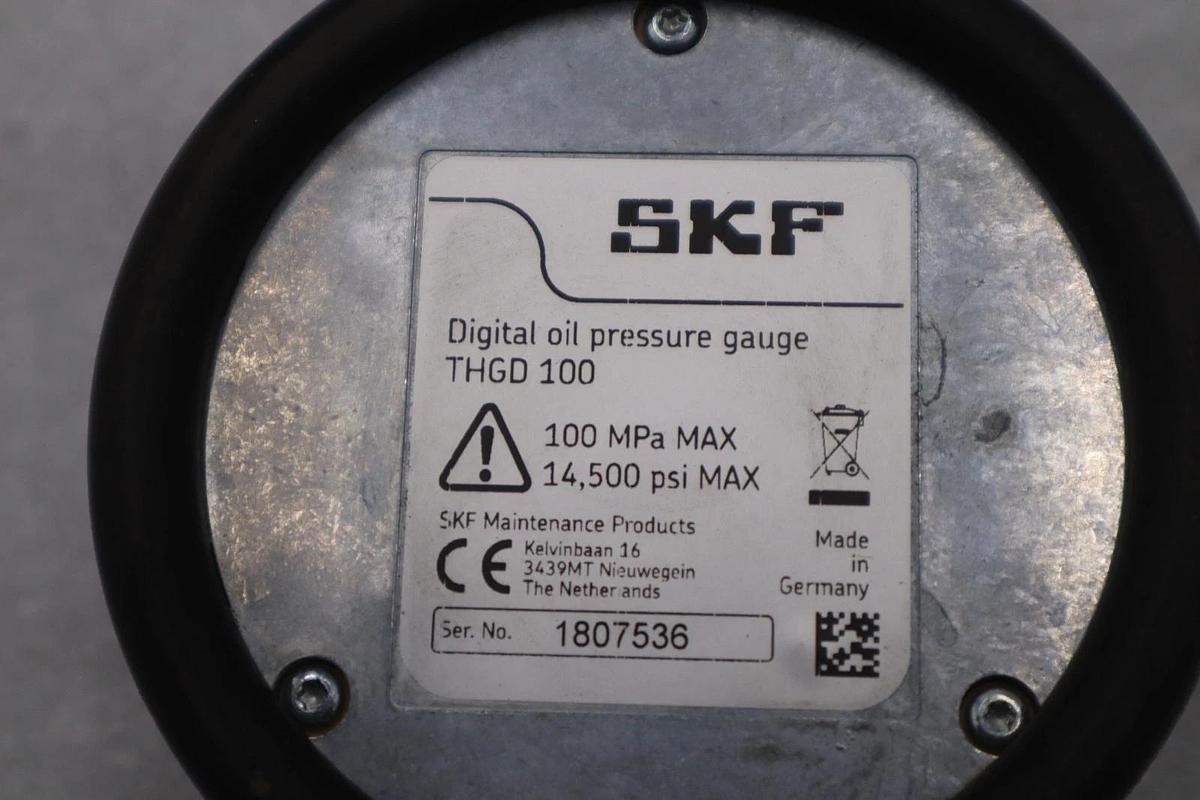 SKF
Digital oil pressure gauge
THGD 100
100 MPa MAX
14,500 psi MAX
SKF Maintenance Products
CE
Kelvinbaan 16
3439MT Nieuwegein
The Netherlands
Made
in
Germany
Ser. No. 1807536